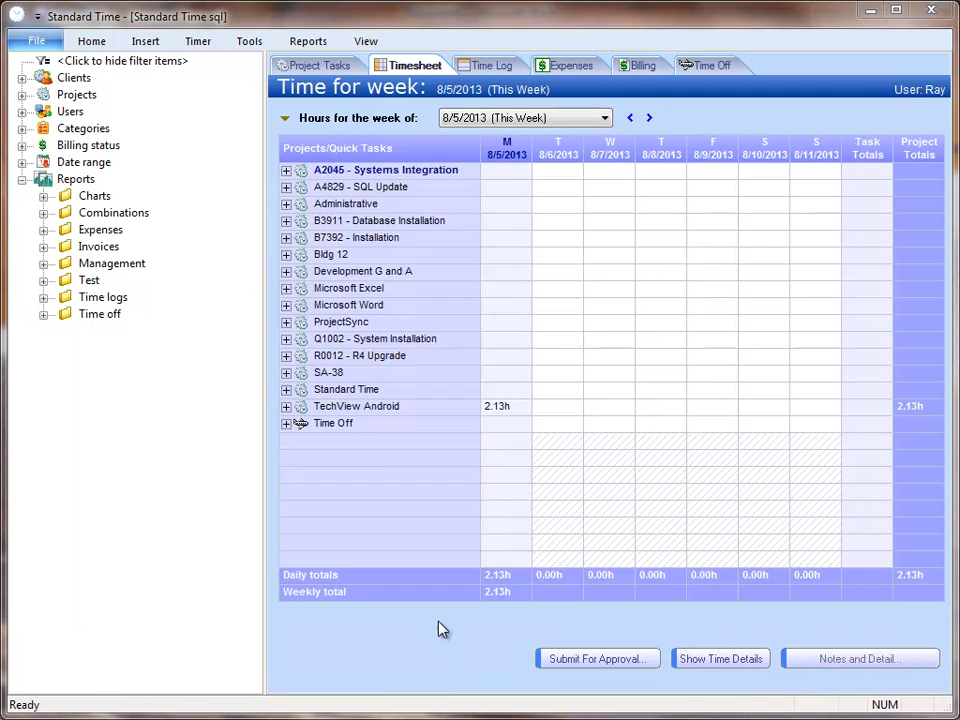 Standard Time - [Standard Time sql]
File Home Insert Timer Tools Reports View
<Click to hide filter items>
Clients
Projects
Users
Categories
Billing status
Date range
Reports
Charts
Combinations
Expenses
Invoices
Management
Test
Time logs
Time off
Project Tasks Timesheet Time Log Expenses Billing Time Off
Time for week: 8/5/2013 (This Week) User: Ray
Hours for the week of: 8/5/2013 (This Week) < >
Projects/Quick Tasks M 8/5/2013 T 8/6/2013 W 8/7/2013 T 8/8/2013 F 8/9/2013 S 8/10/2013 S 8/11/2013 Task Totals Project Totals
A2045 - Systems Integration
A4829 - SQL Update
Administrative
B3911 - Database Installation
B7392 - Installation
Bldg 12
Development G and A
Microsoft Excel
Microsoft Word
ProjectSync
Q1002 - System Installation
R0012 - R4 Upgrade
SA-38
Standard Time
TechView Android 2.13h 2.13h
Time Off
Daily totals 2.13h 0.00h 0.00h 0.00h 0.00h 0.00h 0.00h 2.13h
Weekly total 2.13h
Submit For Approval... Show Time Details Notes and Detail...
Ready NUM